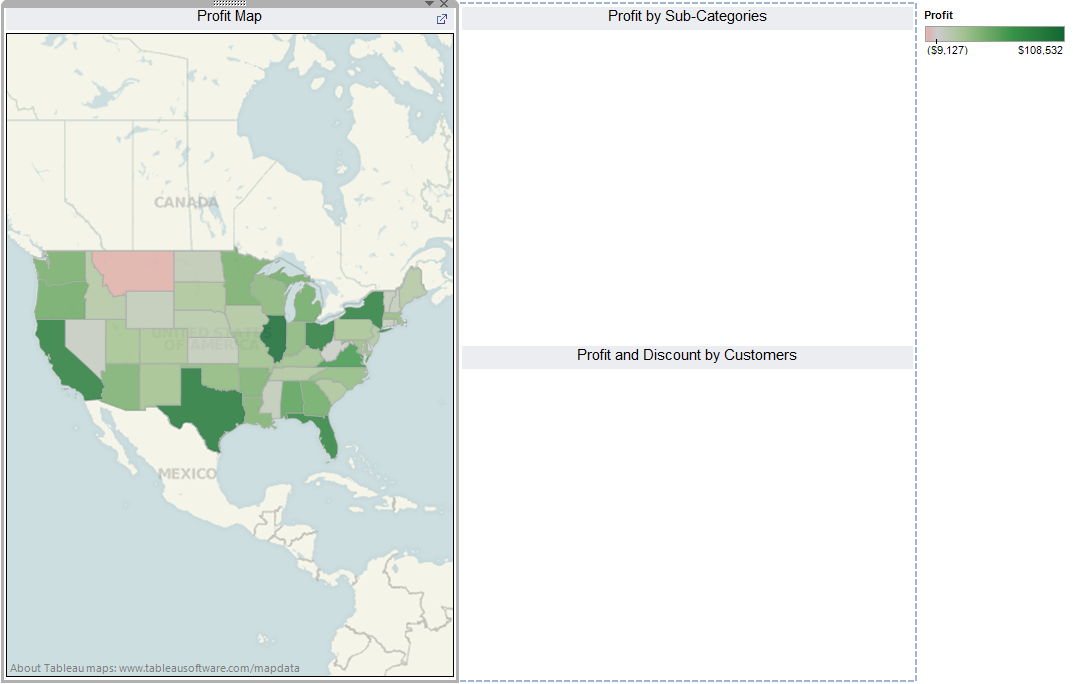 Profit Map
Profit by Sub-Categories
Profit
($9,127)
$108,532
CANADA
UNITED STATES
OF AMERICA
Profit and Discount by Customers
MEXICO
About Tableau maps: www.tableausoftware.com/mapdata